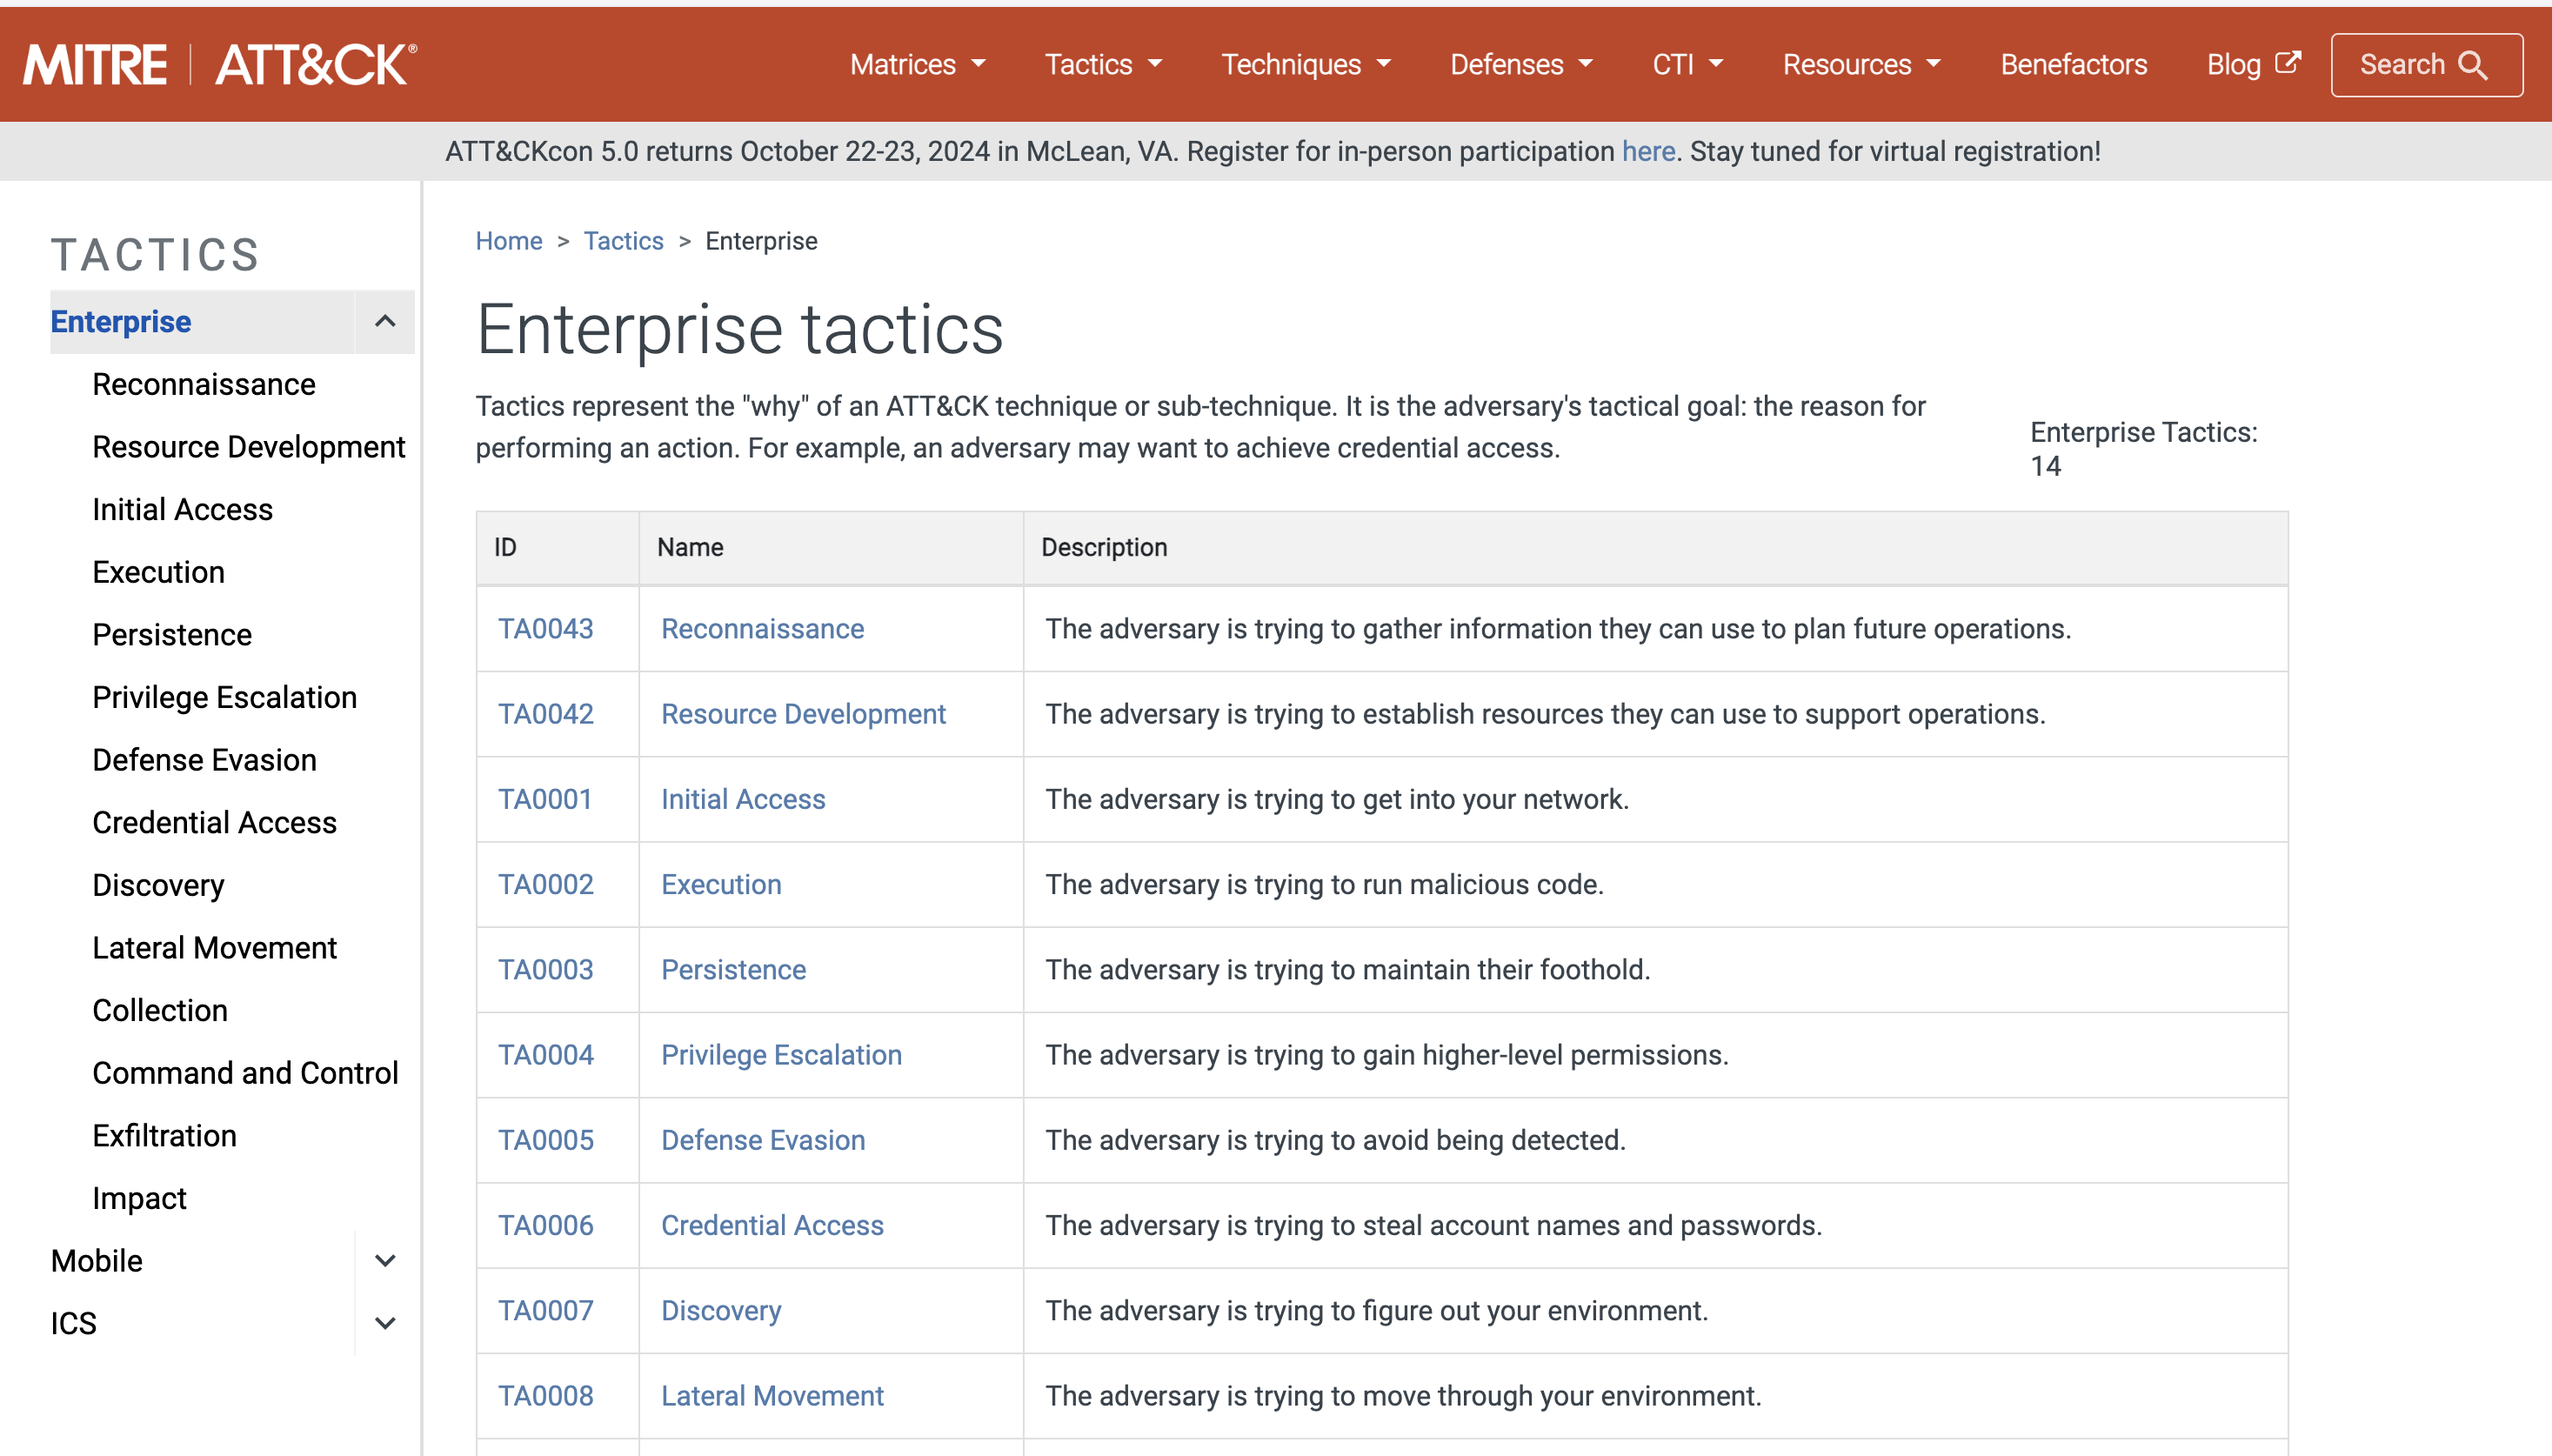 MITRE | ATT&CK®
Matrices
Tactics
Techniques
Defenses
CTI
Resources
Benefactors
Blog
Search
ATT&CKcon 5.0 returns October 22-23, 2024 in McLean, VA. Register for in-person participation here. Stay tuned for virtual registration!
TACTICS
Enterprise
Reconnaissance
Resource Development
Initial Access
Execution
Persistence
Privilege Escalation
Defense Evasion
Credential Access
Discovery
Lateral Movement
Collection
Command and Control
Exfiltration
Impact
Mobile
ICS
Home > Tactics > Enterprise
Enterprise tactics
Tactics represent the "why" of an ATT&CK technique or sub-technique. It is the adversary's tactical goal: the reason for
performing an action. For example, an adversary may want to achieve credential access.
Enterprise Tactics:
14
ID Name Description
TA0043 Reconnaissance The adversary is trying to gather information they can use to plan future operations.
TA0042 Resource Development The adversary is trying to establish resources they can use to support operations.
TA0001 Initial Access The adversary is trying to get into your network.
TA0002 Execution The adversary is trying to run malicious code.
TA0003 Persistence The adversary is trying to maintain their foothold.
TA0004 Privilege Escalation The adversary is trying to gain higher-level permissions.
TA0005 Defense Evasion The adversary is trying to avoid being detected.
TA0006 Credential Access The adversary is trying to steal account names and passwords.
TA0007 Discovery The adversary is trying to figure out your environment.
TA0008 Lateral Movement The adversary is trying to move through your environment.